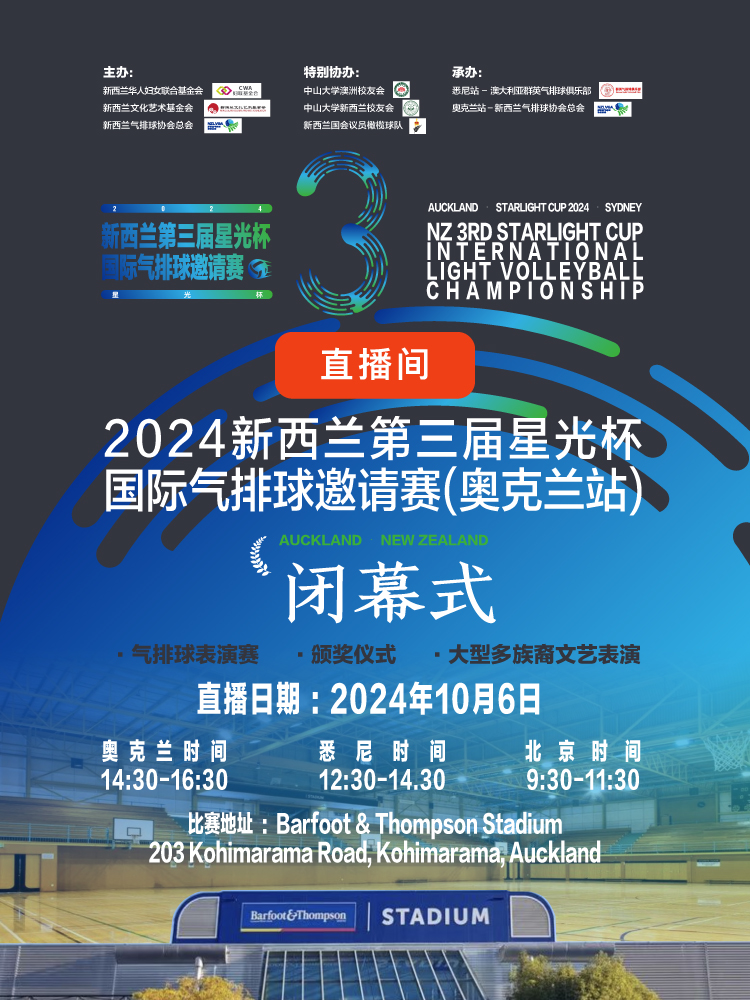 主办：
新西兰华人妇女联合基金会
CWA
妇联基金会
新西兰文化艺术基金会
新西兰气排球协会总会
特别协办：
中山大学澳洲校友会
中山大学新西兰校友会
新西兰国会议员橄榄球队
承办：
悉尼站 – 澳大利亚群英气排球俱乐部
奥克兰站 – 新西兰气排球协会总会
2 0 2 4
新西兰第三届星光杯
国际气排球邀请赛
星 光 杯
3
AUCKLAND · STARLIGHT CUP 2024 · SYDNEY
NZ 3RD STARLIGHT CUP
INTERNATIONAL
LIGHT VOLLEYBALL
CHAMPIONSHIP
直播间
2024新西兰第三届星光杯
国际气排球邀请赛(奥克兰站)
AUCKLAND · NEW ZEALAND
闭幕式
· 气排球表演赛 · 颁奖仪式 · 大型多族裔文艺表演
直播日期：2024年10月6日
奥克兰时间 悉尼时间 北京时间
14:30-16:30 12:30-14.30 9:30-11:30
比赛地址：Barfoot & Thompson Stadium
203 Kohimarama Road, Kohimarama, Auckland
Barfoot&Thompson STADIUM